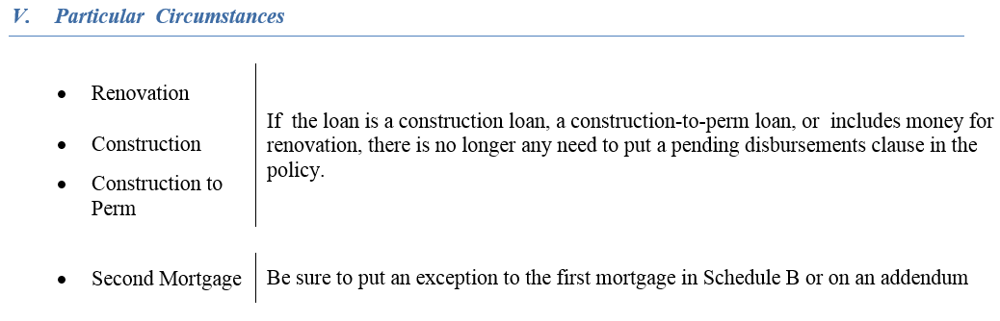 V. Particular Circumstances
• Renovation
• Construction
• Construction to
Perm
If the loan is a construction loan, a construction-to-perm loan, or includes money for
renovation, there is no longer any need to put a pending disbursements clause in the
policy.
• Second Mortgage
Be sure to put an exception to the first mortgage in Schedule B or on an addendum